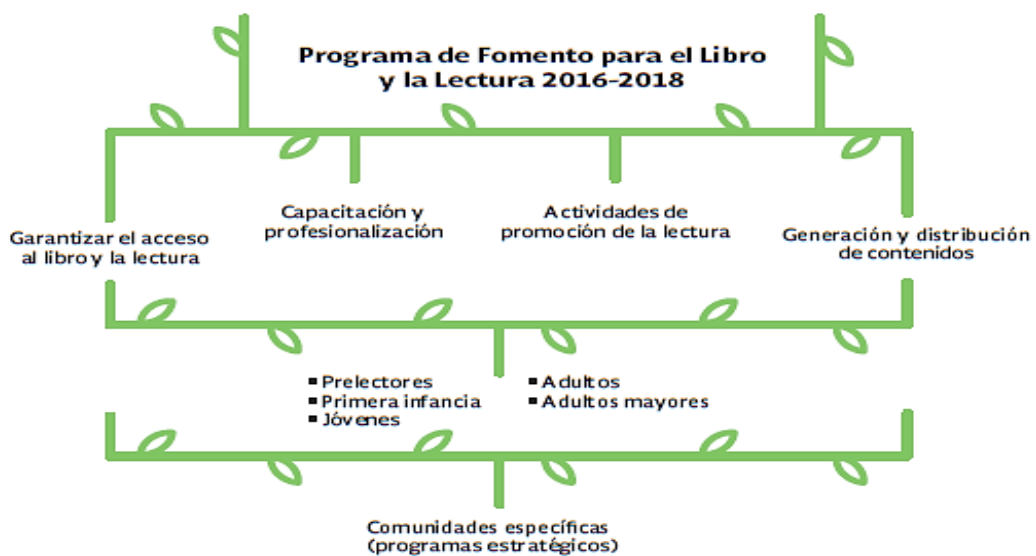 Programa de Fomento para el Libro
y la Lectura 2016-2018
Garantizar el acceso
al libro y la lectura
Capacitación y
profesionalización
Actividades de
promoción de la lectura
Generación y distribución
de contenidos
▪ Prelectores
▪ Primera infancia
▪ Jóvenes
▪ Adultos
▪ Adultos mayores
Comunidades específicas
(programas estratégicos)